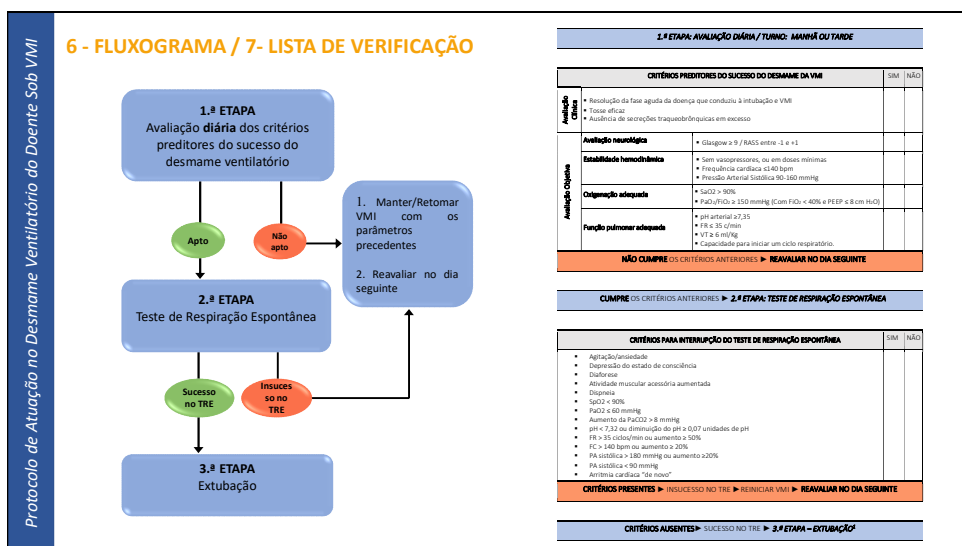 Protocolo de Atuação no Desmame Ventilatório do Doente Sob VMI
6 - FLUXOGRAMA / 7- LISTA DE VERIFICAÇÃO
1.ª ETAPA
Avaliação diária dos critérios
preditores do sucesso do
desmame ventilatório
Apto
Não
apto
1. Manter/Retomar
VMI com os
parâmetros
precedentes
2. Reavaliar no dia
seguinte
2.ª ETAPA
Teste de Respiração Espontânea
Sucesso
no TRE
Insuces
so no
TRE
3.ª ETAPA
Extubação
1.ª ETAPA: AVALIAÇÃO DIÁRIA / TURNO: MANHÃ OU TARDE
CRITÉRIOS PREDITORES DO SUCESSO DO DESMAME DA VMI SIM NÃO
Avaliação
Clínica
▪ Resolução da fase aguda da doença que conduziu à intubação e VMI
▪ Tosse eficaz
▪ Ausência de secreções traqueobrônquicas em excesso
Avaliação Objetiva
Avaliação neurológica
▪ Glasgow ≥ 9 / RASS entre -1 e +1
Estabilidade hemodinâmica
▪ Sem vasopressores, ou em doses mínimas
▪ Frequência cardíaca ≤140 bpm
▪ Pressão Arterial Sistólica 90-160 mmHg
Oxigenação adequada
▪ SaO2 > 90%
▪ PaO₂/FiO₂ ≥ 150 mmHg (Com FiO₂ < 40% e PEEP ≤ 8 cm H₂O)
Função pulmonar adequada
▪ pH arterial ≥7,35
▪ FR ≤ 35 c/min
▪ VT ≥ 6 ml/Kg
▪ Capacidade para iniciar um ciclo respiratório.
NÃO CUMPRE OS CRITÉRIOS ANTERIORES ► REAVALIAR NO DIA SEGUINTE
CUMPRE OS CRITÉRIOS ANTERIORES ► 2.ª ETAPA: TESTE DE RESPIRAÇÃO ESPONTÂNEA
CRITÉRIOS PARA INTERRUPÇÃO DO TESTE DE RESPIRAÇÃO ESPONTÂNEA SIM NÃO
▪ Agitação/ansiedade
▪ Depressão do estado de consciência
▪ Diaforese
▪ Atividade muscular acessória aumentada
▪ Dispneia
▪ SpO2 < 90%
▪ PaO2 ≤ 60 mmHg
▪ Aumento da PaCO2 > 8 mmHg
▪ pH < 7,32 ou diminuição do pH ≥ 0,07 unidades de pH
▪ FR > 35 ciclos/min ou aumento ≥ 50%
▪ FC > 140 bpm ou aumento ≥ 20%
▪ PA sistólica > 180 mmHg ou aumento ≥20%
▪ PA sistólica < 90 mmHg
▪ Arritmia cardíaca "de novo"
CRITÉRIOS PRESENTES ► INSUCESSO NO TRE ► REINICIAR VMI ► REAVALIAR NO DIA SEGUINTE
CRITÉRIOS AUSENTES ► SUCESSO NO TRE ► 3.ª ETAPA – EXTUBAÇÃO¹